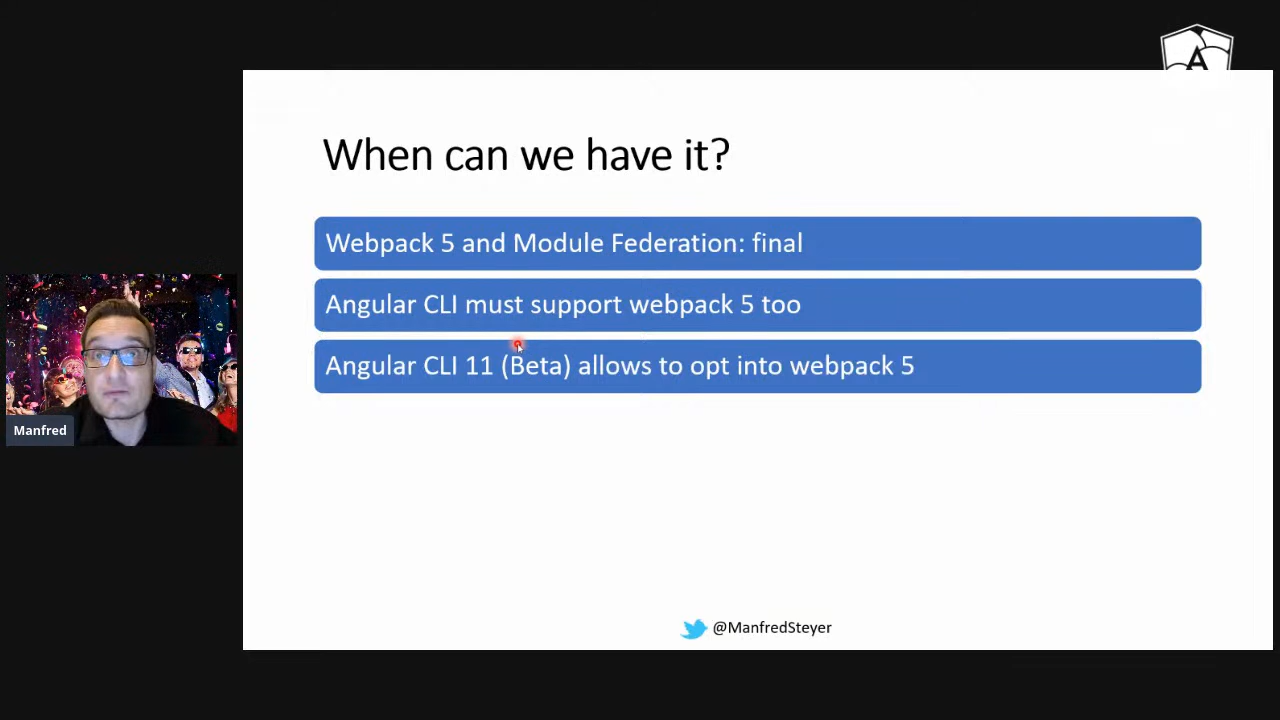 When can we have it?
Webpack 5 and Module Federation: final
Angular CLI must support webpack 5 too
Angular CLI 11 (Beta) allows to opt into webpack 5
Manfred
@ManfredSteyer